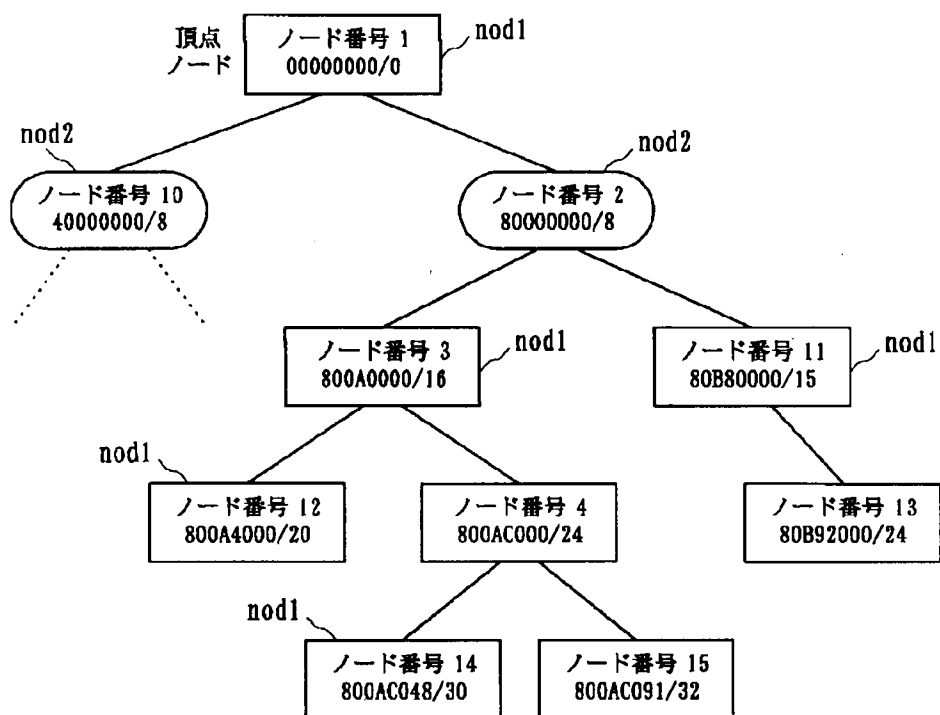 頂点
ノード
ノード番号 1
00000000/0
nod1
nod2
ノード番号 10
40000000/8
nod2
ノード番号 2
80000000/8
ノード番号 3
800A0000/16
nod1
ノード番号 11
80B80000/15
nod1
nod1
ノード番号 12
800A4000/20
ノード番号 4
800AC000/24
ノード番号 13
80B92000/24
nod1
ノード番号 14
800AC048/30
ノード番号 15
800AC091/32